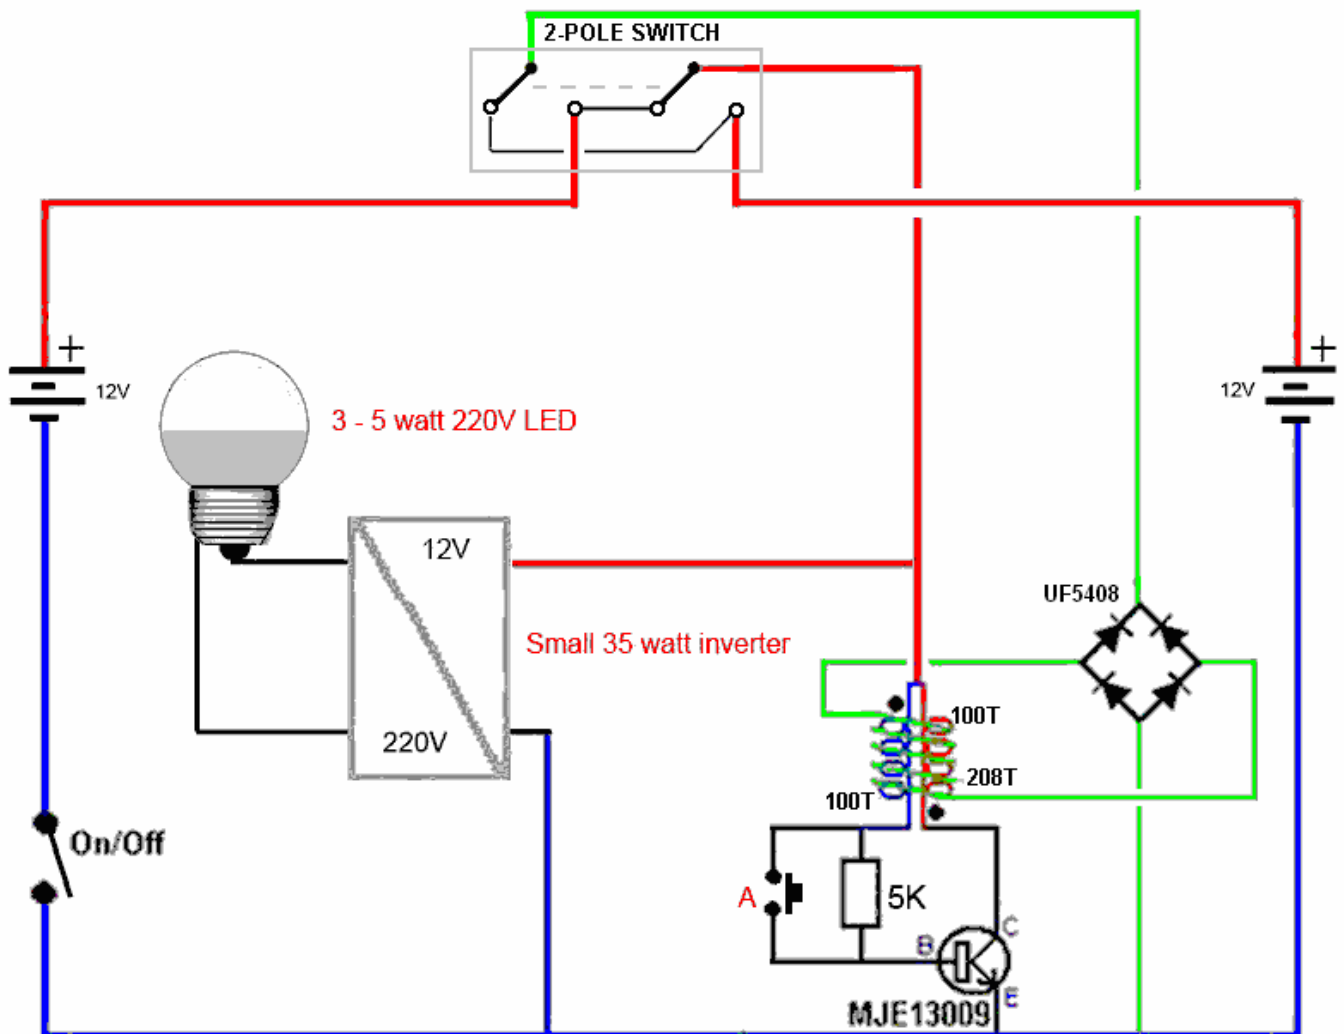 2-POLE SWITCH
+
12V
+
12V
3 - 5 watt 220V LED
12V
UF5408
Small 35 watt inverter
100T
220V
208T
100T
On/Off
A
5K
C
B
E
MJE13009